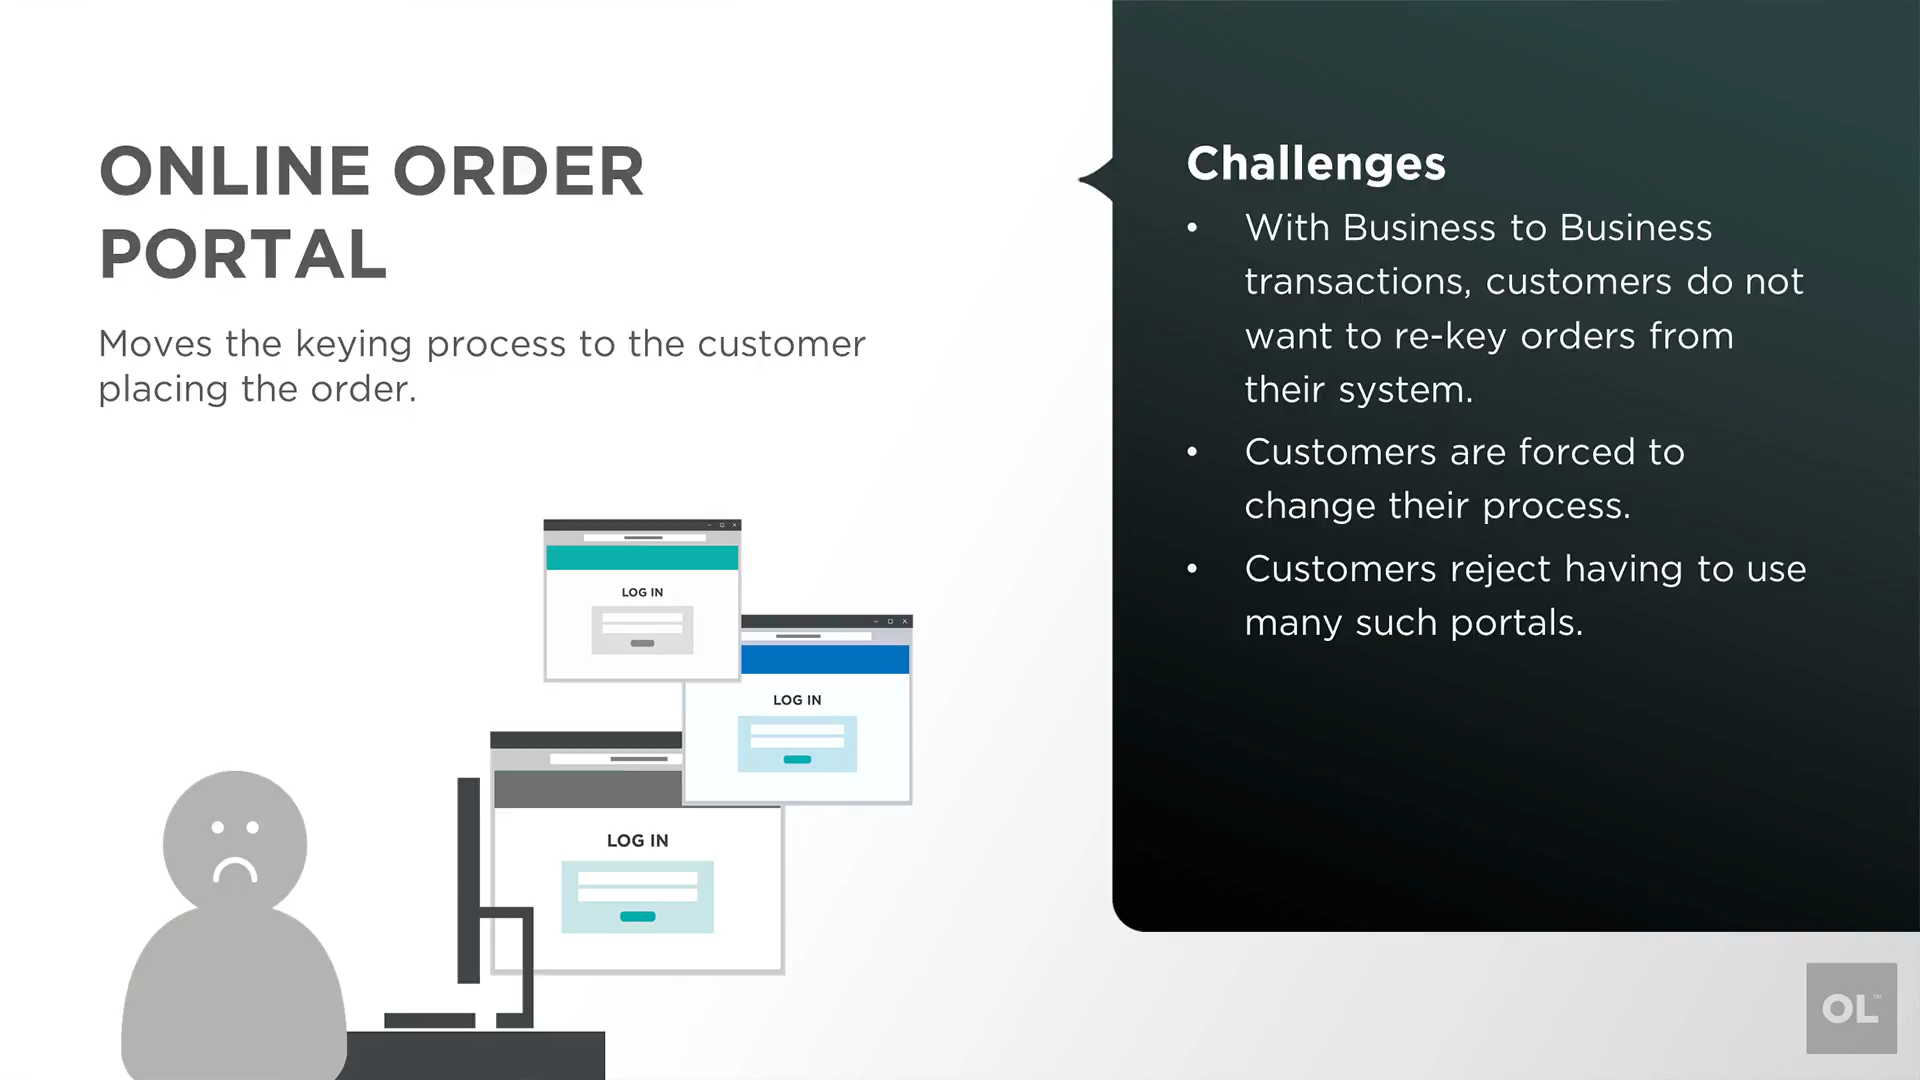 ONLINE ORDER
PORTAL
Moves the keying process to the customer
placing the order.
LOG IN
LOG IN
LOG IN
Challenges
• With Business to Business
transactions, customers do not
want to re-key orders from
their system.
• Customers are forced to
change their process.
• Customers reject having to use
many such portals.
OL™